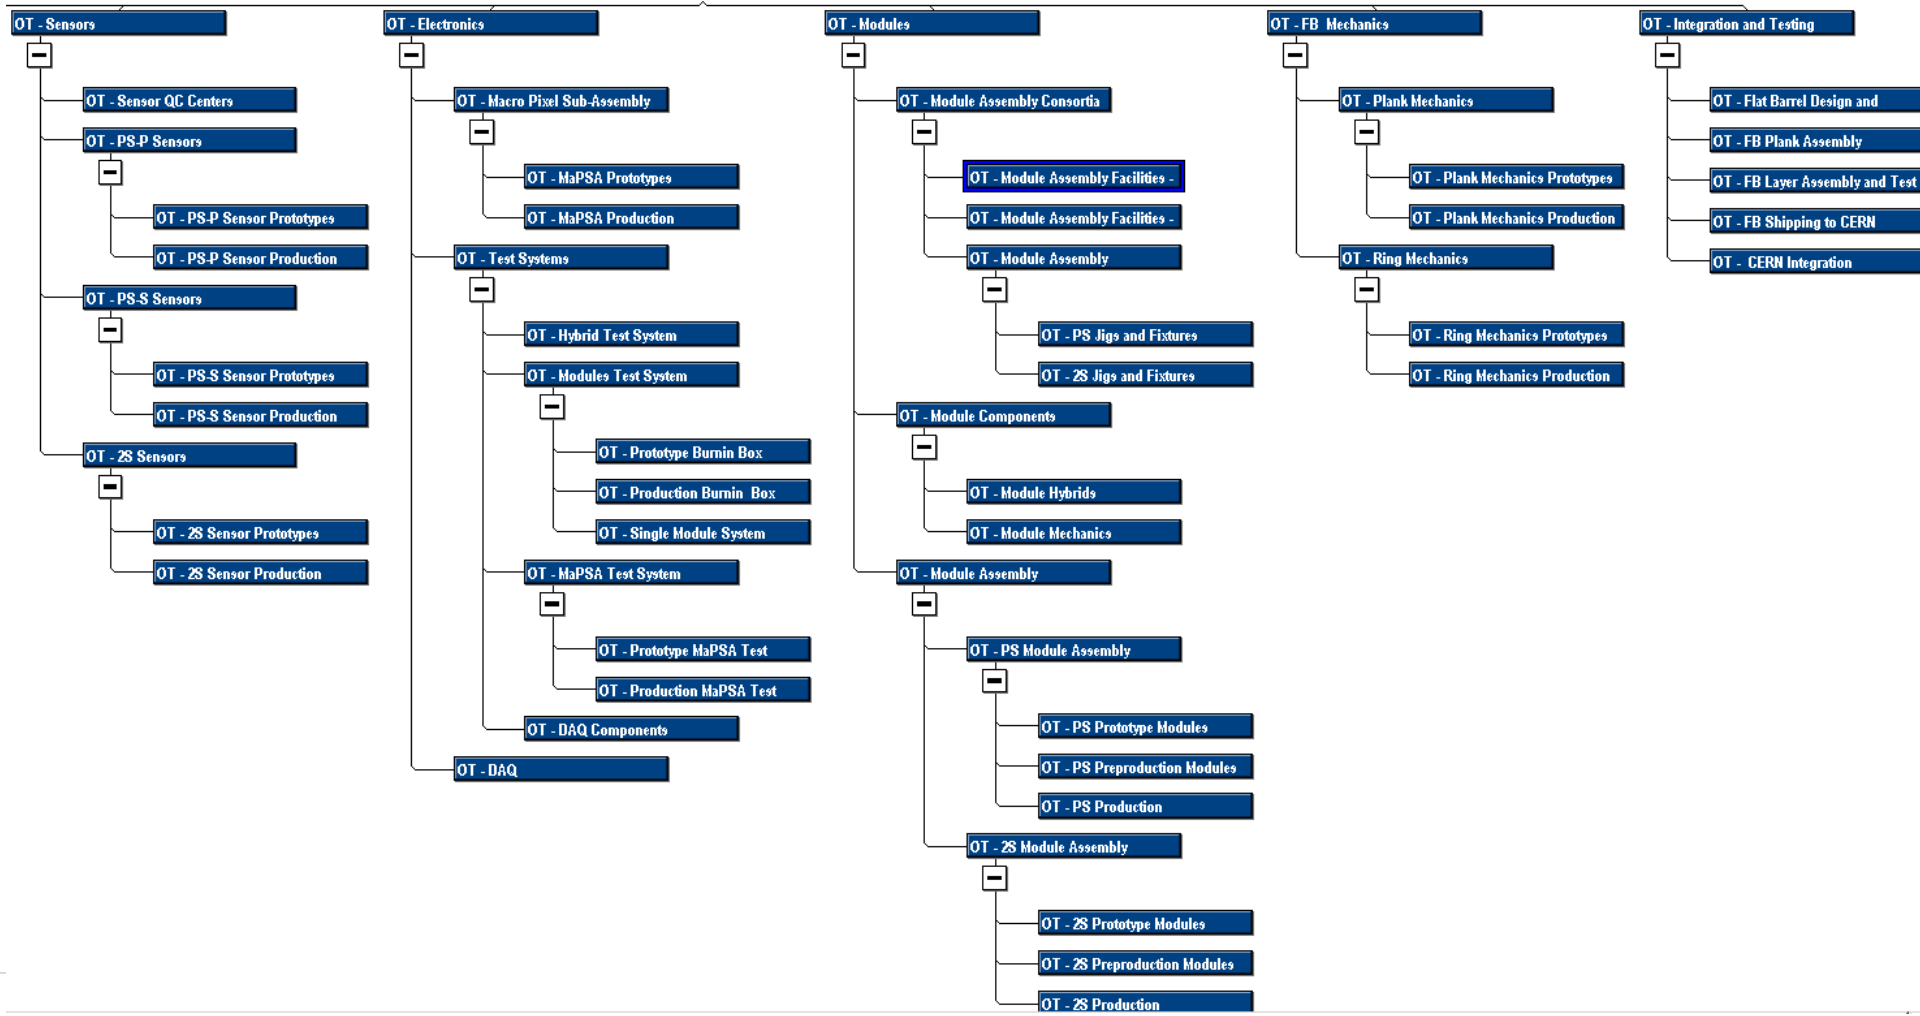 OT - Sensors
OT - Sensor QC Centers
OT - PS-P Sensors
OT - PS-P Sensor Prototypes
OT - PS-P Sensor Production
OT - PS-S Sensors
OT - PS-S Sensor Prototypes
OT - PS-S Sensor Production
OT - 2S Sensors
OT - 2S Sensor Prototypes
OT - 2S Sensor Production
OT - Electronics
OT - Macro Pixel Sub-Assembly
OT - MaPSA Prototypes
OT - MaPSA Production
OT - Test Systems
OT - Hybrid Test System
OT - Modules Test System
OT - Prototype Burnin Box
OT - Production Burnin Box
OT - Single Module System
OT - MaPSA Test System
OT - Prototype MaPSA Test
OT - Production MaPSA Test
OT - DAQ Components
OT - DAQ
OT - Modules
OT - Module Assembly Consortia
OT - Module Assembly Facilities -
OT - Module Assembly Facilities -
OT - Module Assembly
OT - PS Jigs and Fixtures
OT - 2S Jigs and Fixtures
OT - Module Components
OT - Module Hybrids
OT - Module Mechanics
OT - Module Assembly
OT - PS Module Assembly
OT - PS Prototype Modules
OT - PS Preproduction Modules
OT - PS Production
OT - 2S Module Assembly
OT - 2S Prototype Modules
OT - 2S Preproduction Modules
OT - 2S Production
OT - FB Mechanics
OT - Plank Mechanics
OT - Plank Mechanics Prototypes
OT - Plank Mechanics Production
OT - Ring Mechanics
OT - Ring Mechanics Prototypes
OT - Ring Mechanics Production
OT - Integration and Testing
OT - Flat Barrel Design and
OT - FB Plank Assembly
OT - FB Layer Assembly and Test
OT - FB Shipping to CERN
OT - CERN Integration